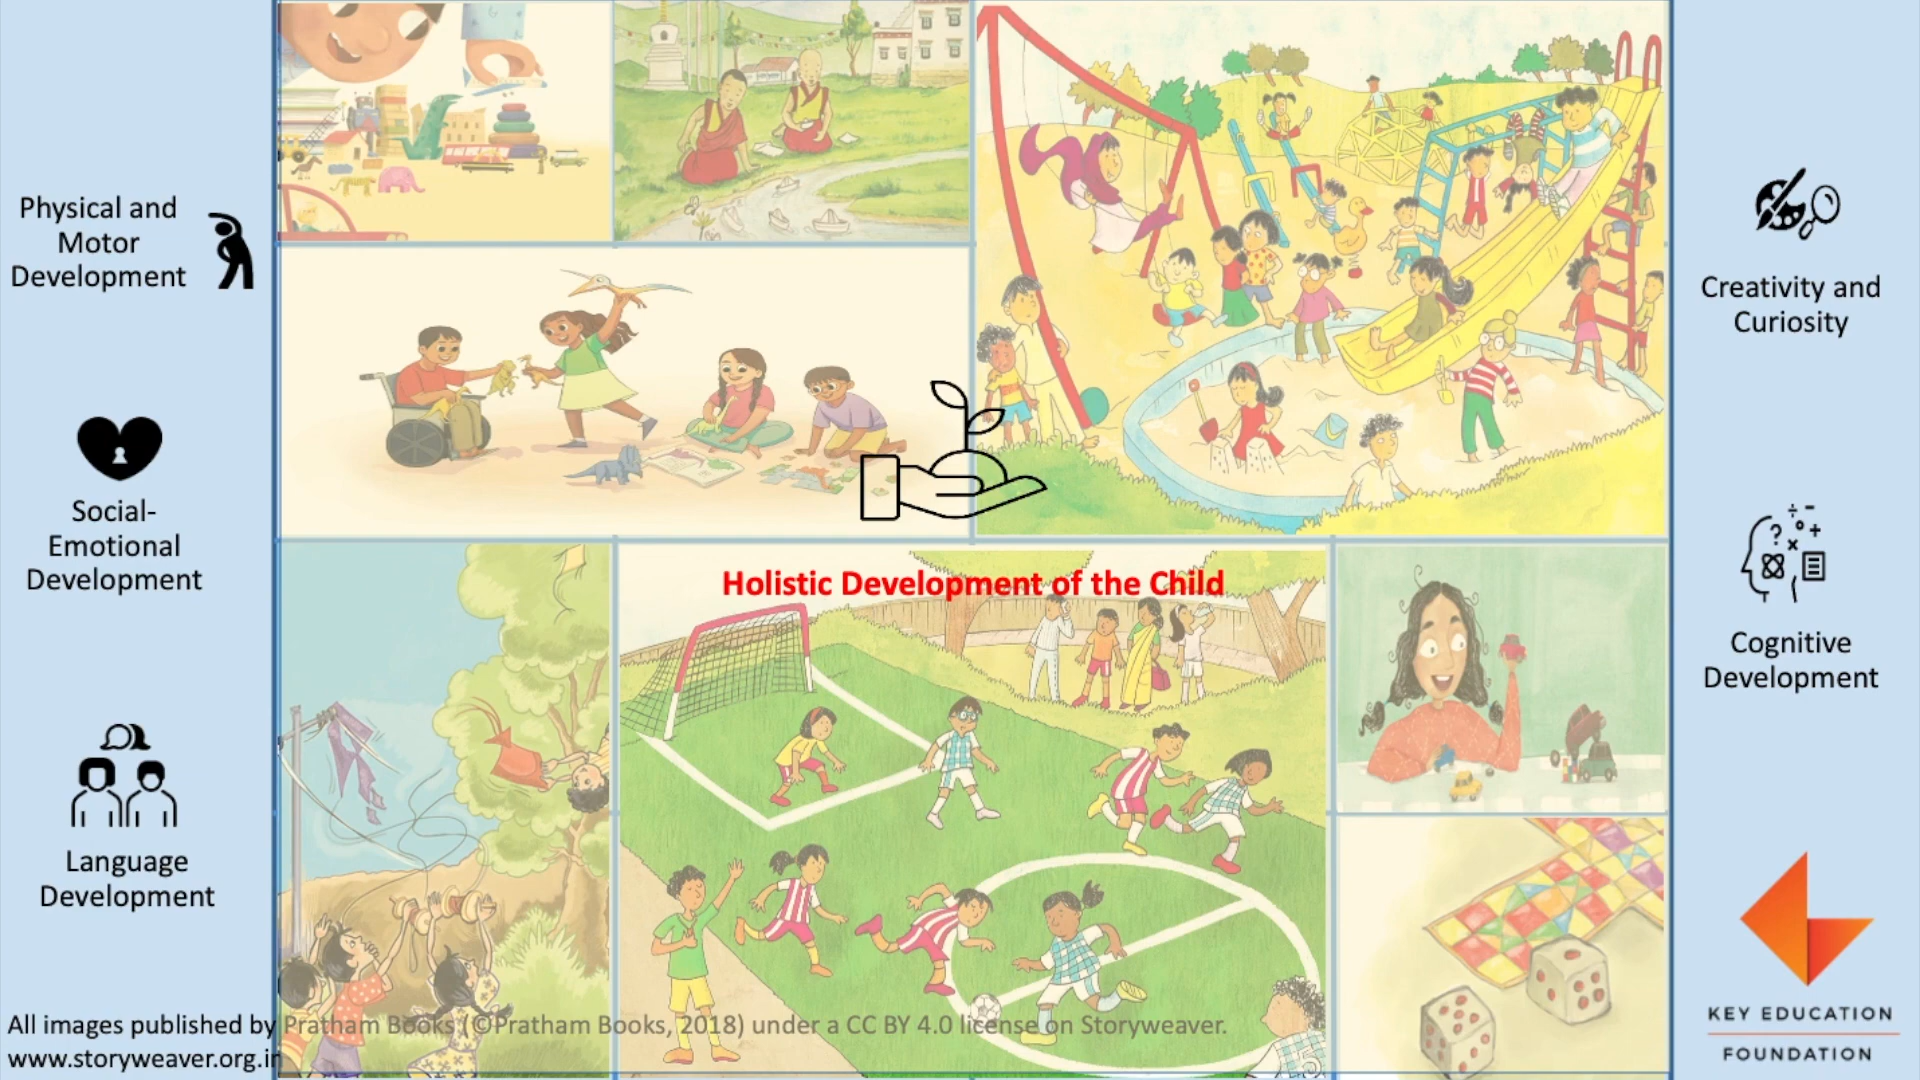 Physical and
Motor
Development
Social-
Emotional
Development
Language
Development
Holistic Development of the Child
Creativity and
Curiosity
Cognitive
Development
KEY EDUCATION
FOUNDATION
All images published by Pratham Books (©Pratham Books, 2018) under a CC BY 4.0 license on Storyweaver.
www.storyweaver.org.in